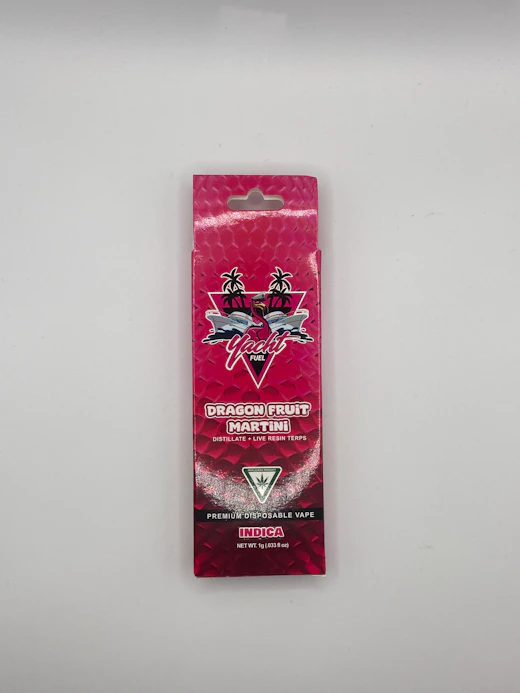 Yacht
FUEL
DRAGON FRUiT
MARTiNi
DISTILLATE + LIVE RESIN TERPS
PREMIUM DISPOSABLE VAPE
INDICA
NET WT. 1g (.033 fl oz)